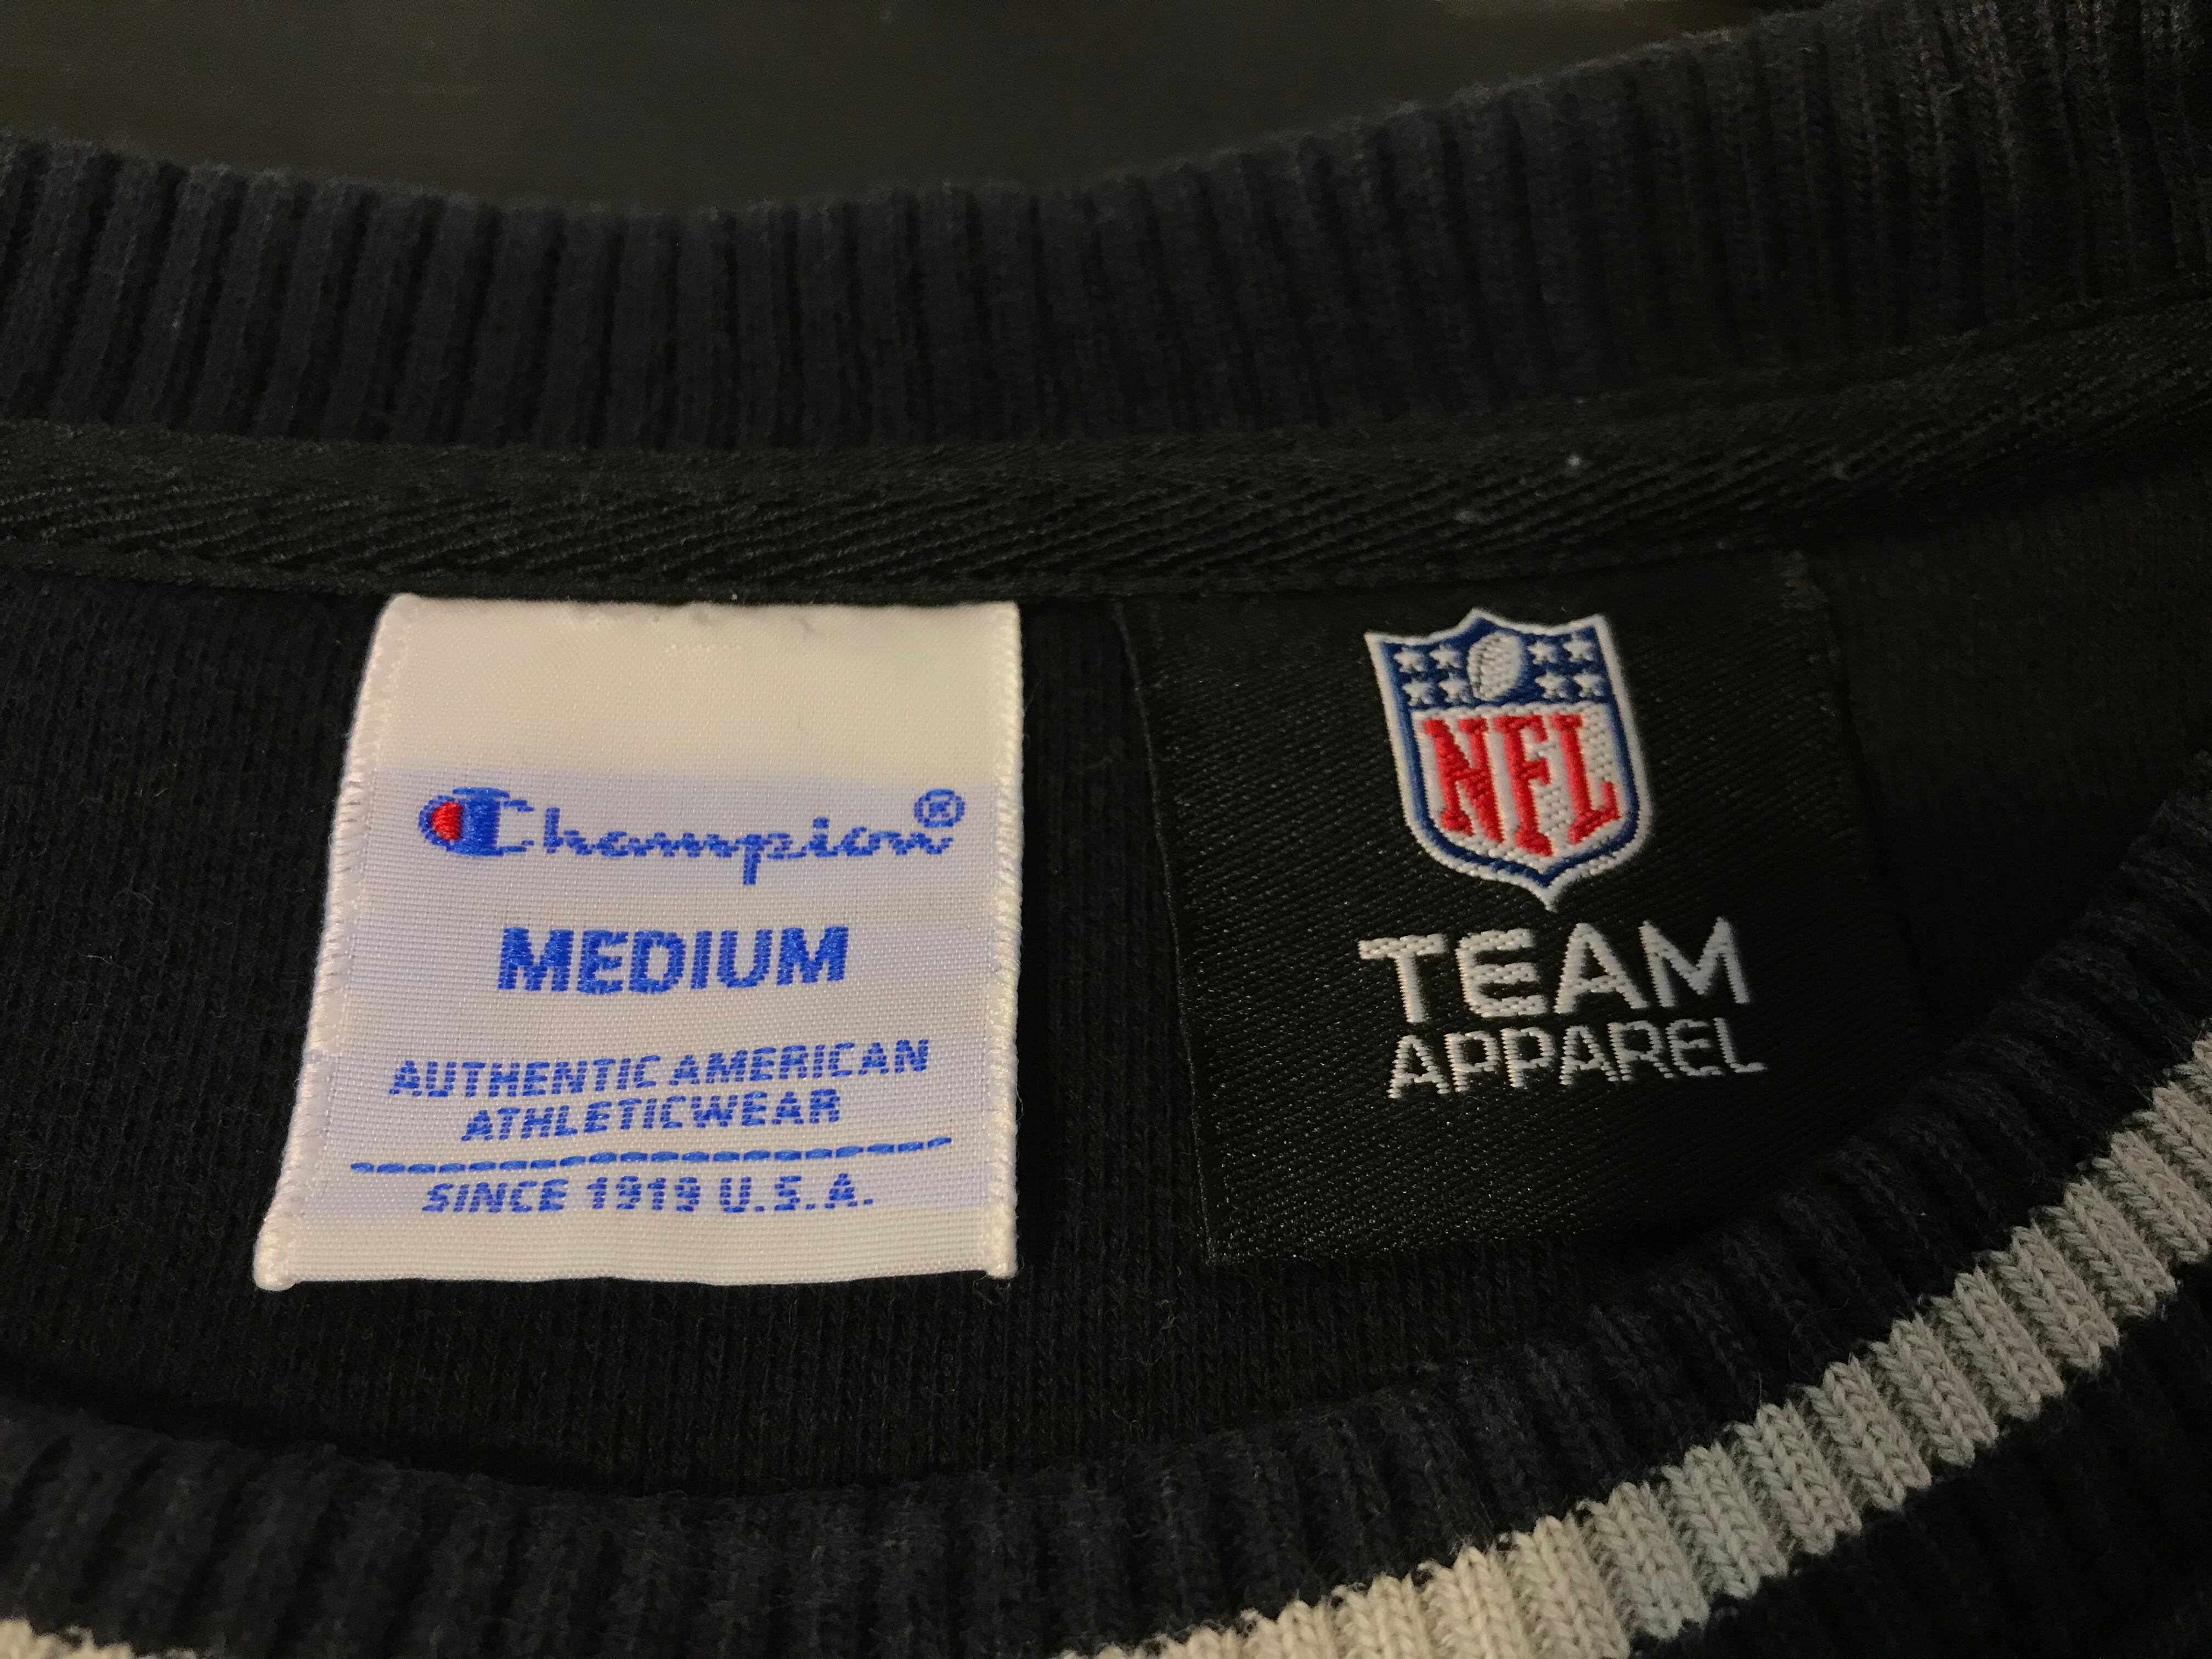 Champion®
MEDIUM
AUTHENTIC AMERICAN
ATHLETICWEAR
SINCE 1919 U.S.A.
NFL
TEAM
APPAREL